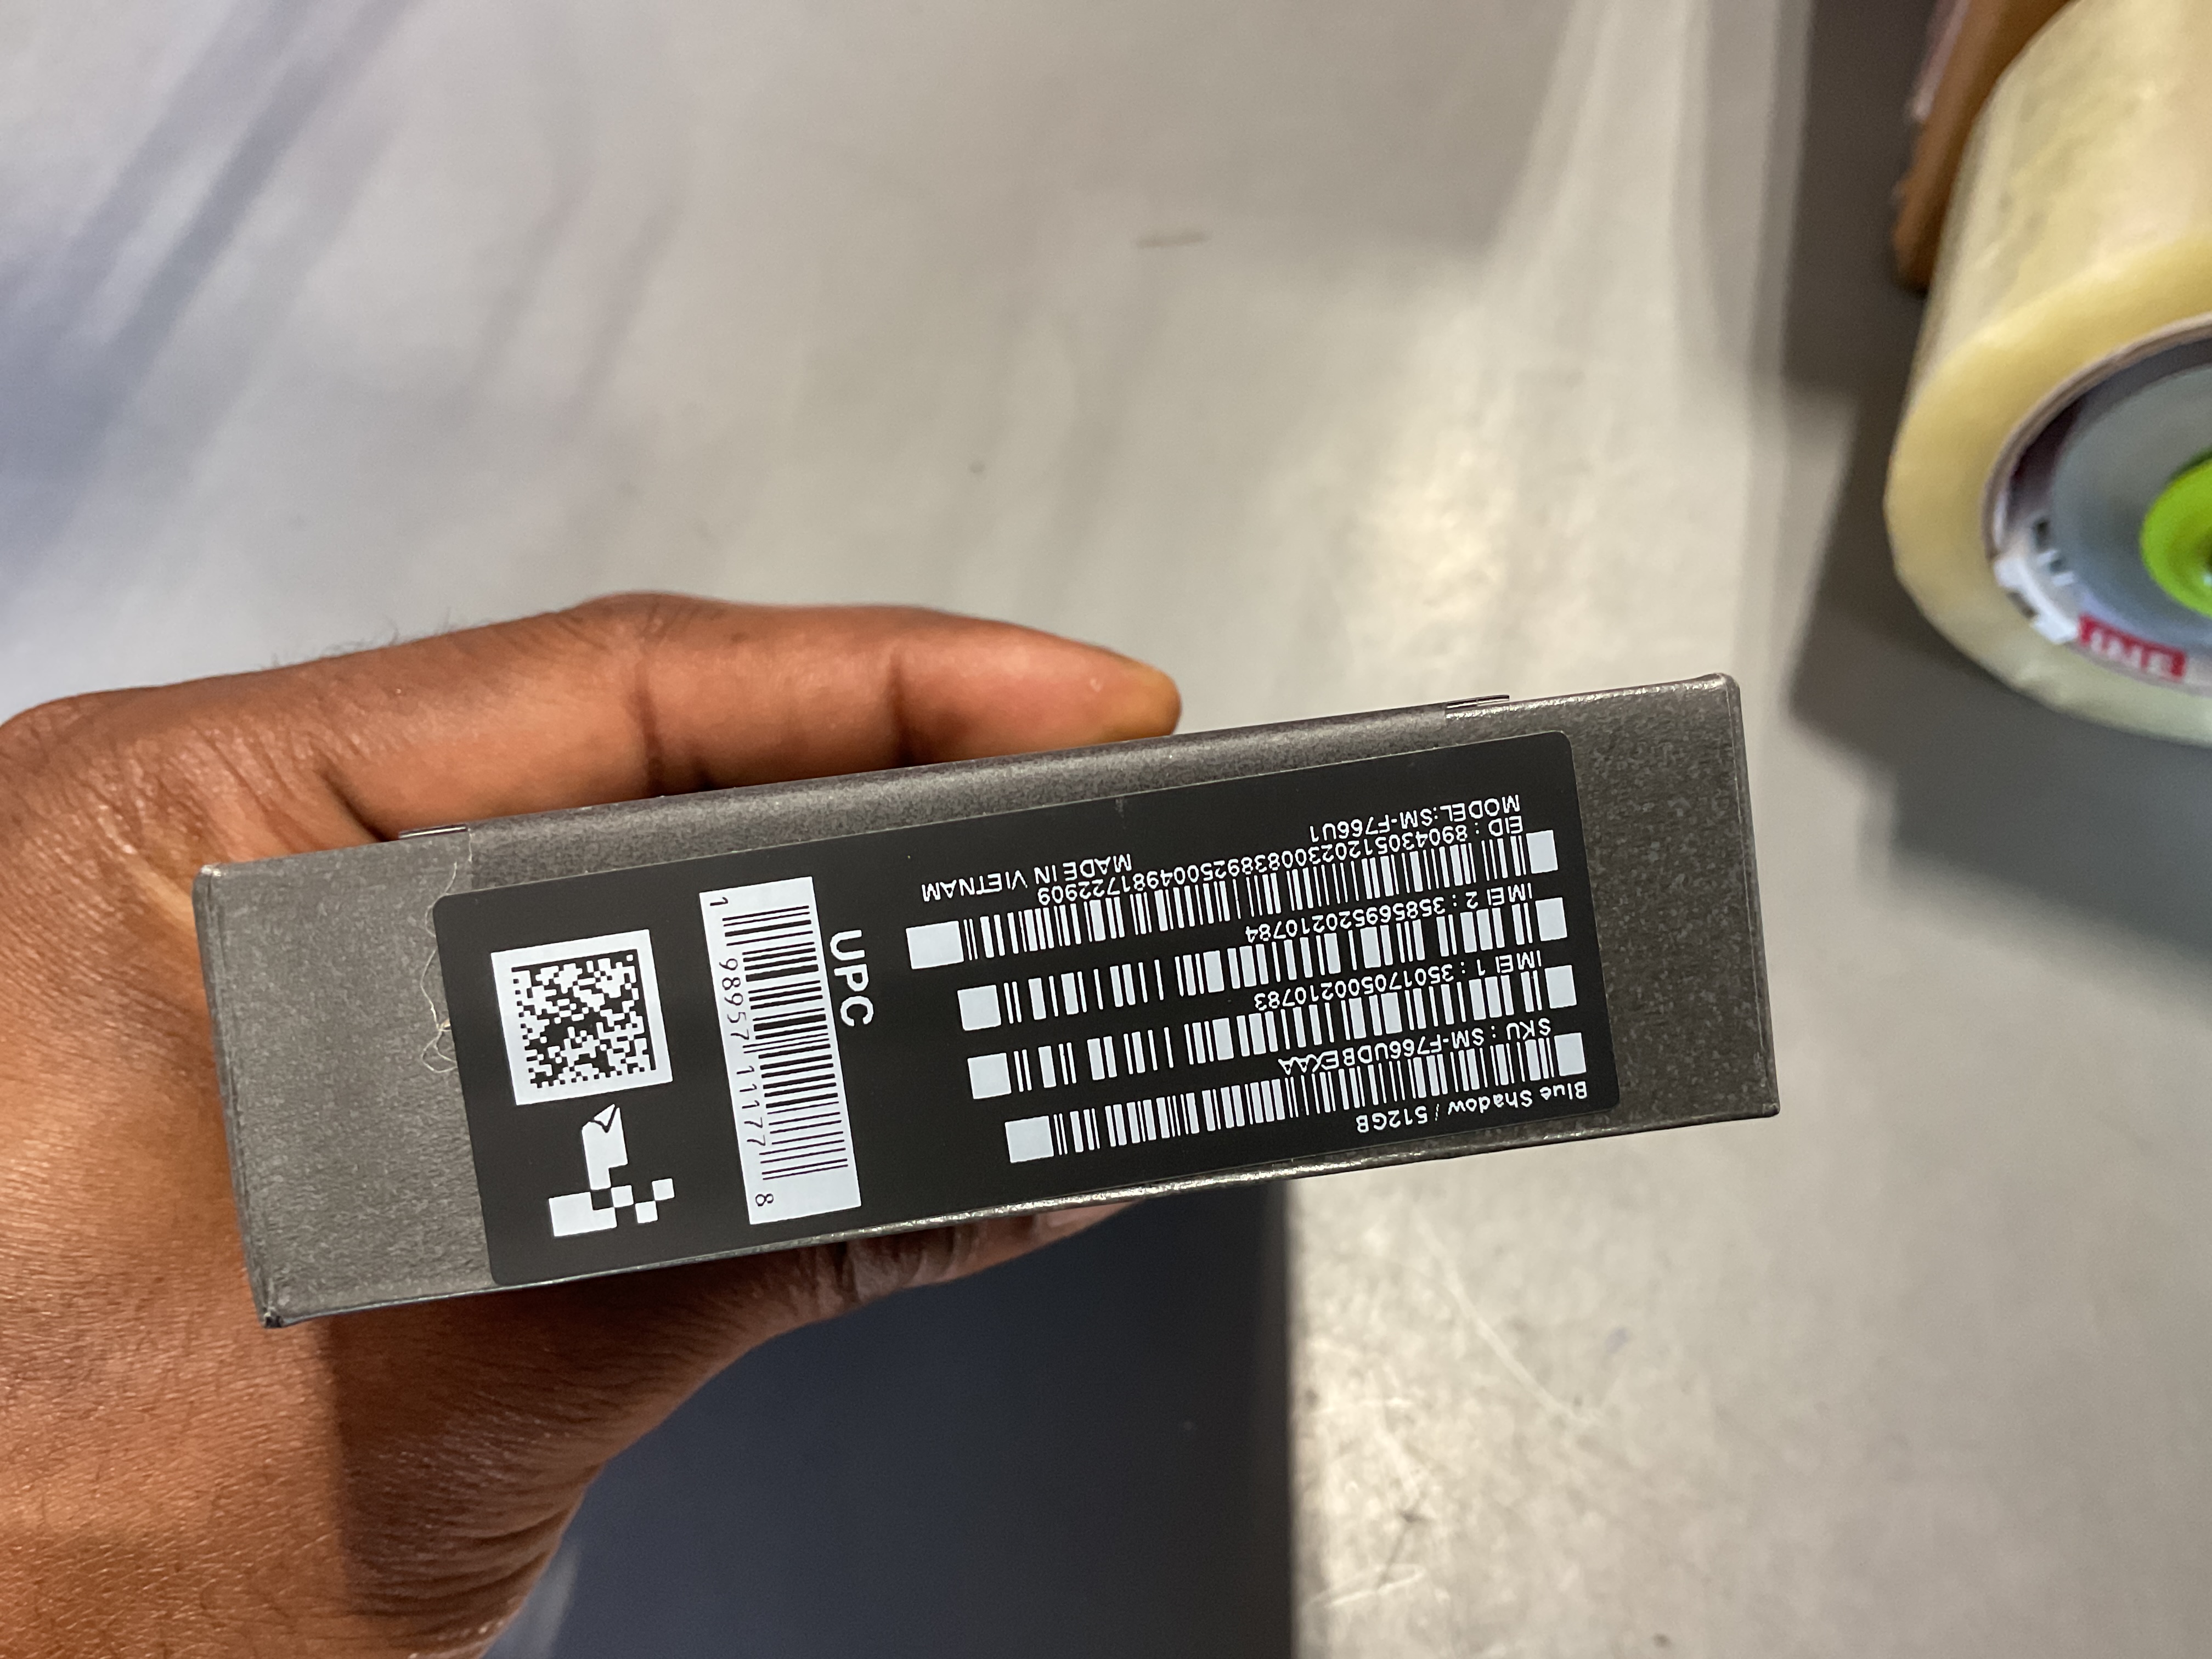 Blue Shadow / 512GB
SKU : SM-F766UDBEXAA
IMEI 1 : 350170500210783
IMEI 2 : 358569520210784
EID : 89043051202300838925004981722909
MODEL:SM-F766U1
MADE IN VIETNAM
UPC
1 98957 11177 8